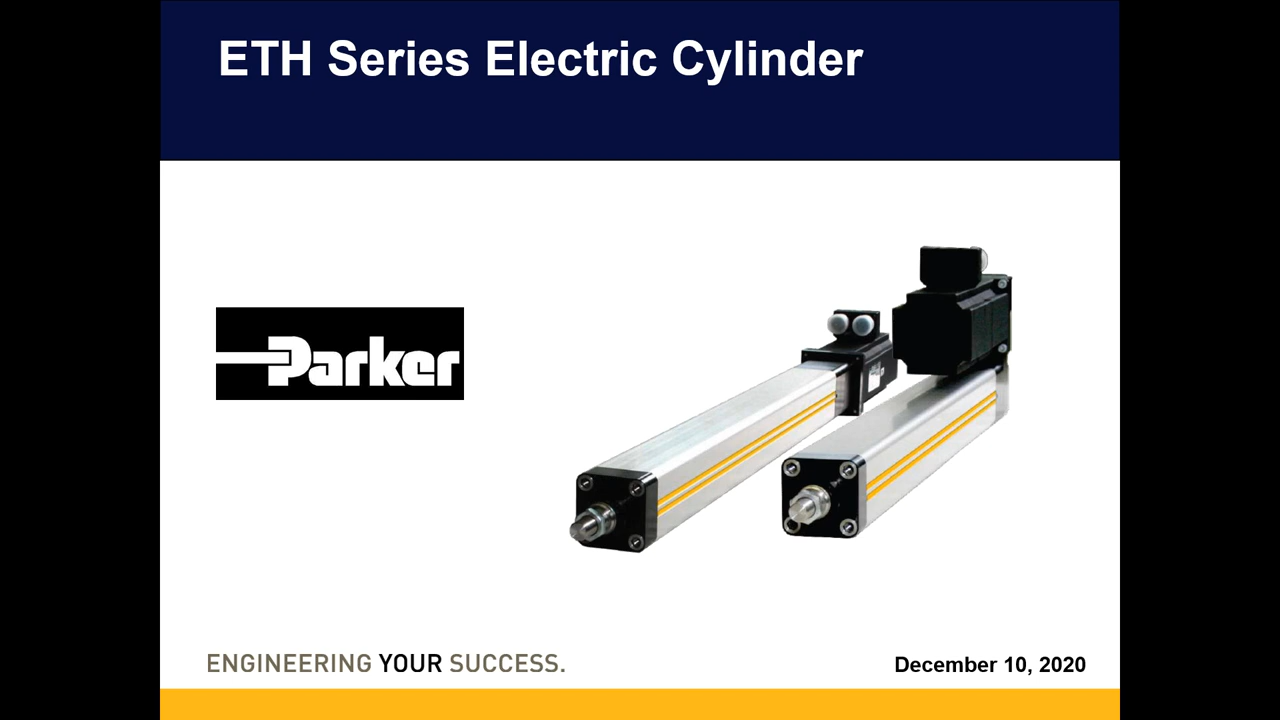 ETH Series Electric Cylinder
Parker
ENGINEERING YOUR SUCCESS.
December 10, 2020